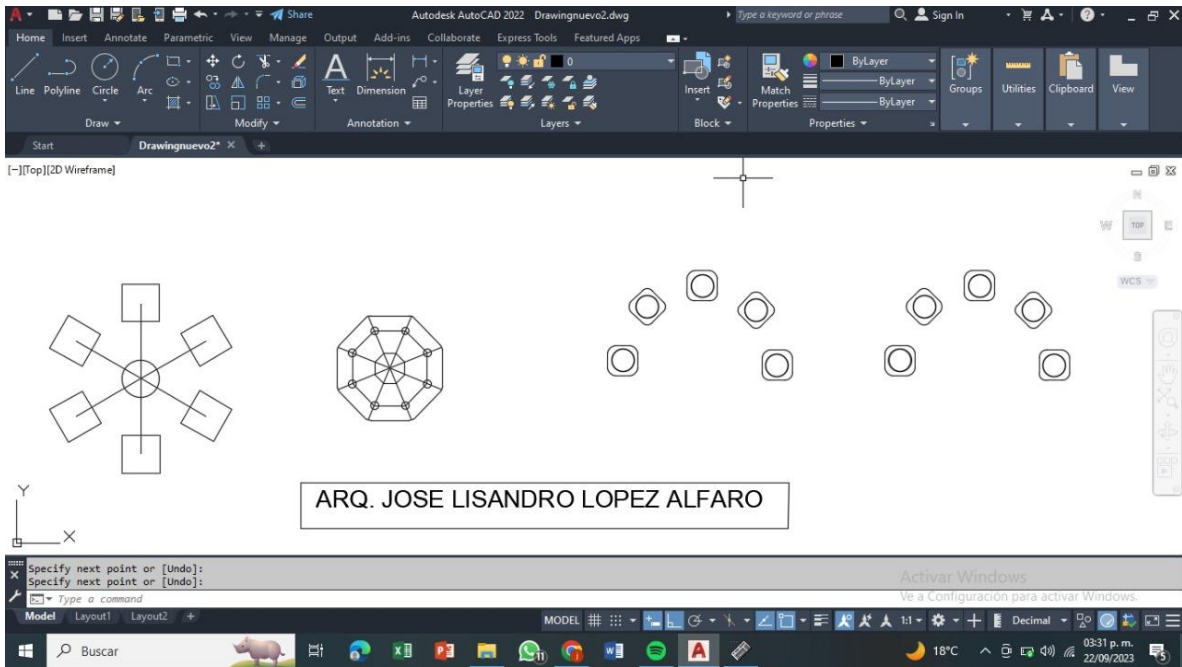 Share
Autodesk AutoCAD 2022 Drawingnuevo2.dwg
Type a keyword or phrase
Sign In
Home Insert Annotate Parametric View Manage Output Add-ins Collaborate Express Tools Featured Apps
Line Polyline Circle Arc
Text Dimension
Layer Properties
0
Insert
Match Properties
ByLayer
ByLayer
ByLayer
Groups
Utilities
Clipboard
View
Draw Modify Annotation Layers Block Properties
Start Drawingnuevo2*
[−][Top][2D Wireframe]
N
W TOP E
S
WCS
ARQ. JOSE LISANDRO LOPEZ ALFARO
Y
X
Specify next point or [Undo]:
Specify next point or [Undo]:
Type a command
Activar Windows
Ve a Configuración para activar Windows.
Model Layout1 Layout2 +
MODEL 1:1 Decimal
Buscar
18°C
03:31 p. m.
22/09/2023